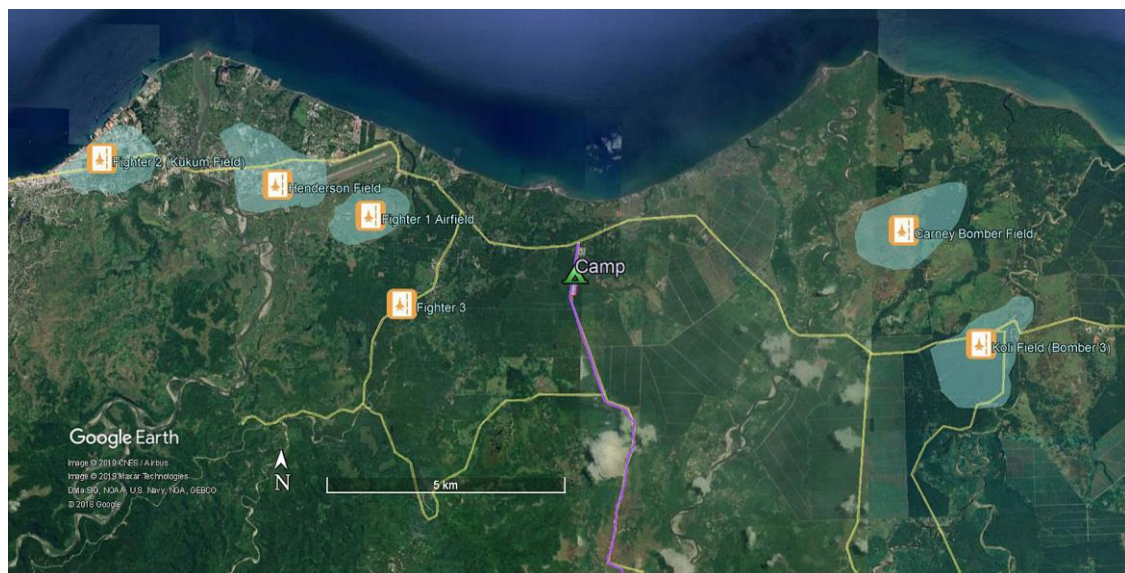 Fighter 2 (Kukum Field)
Henderson Field
Fighter 1 Airfield
Carney Bomber Field
Camp
Fighter 3
Koli Field (Bomber 3)
Google Earth
Image © 2019 CNES / Airbus
Image © 2019 Maxar Technologies
Data SIO, NOAA, U.S. Navy, NGA, GEBCO
© 2018 Google
N
5 km